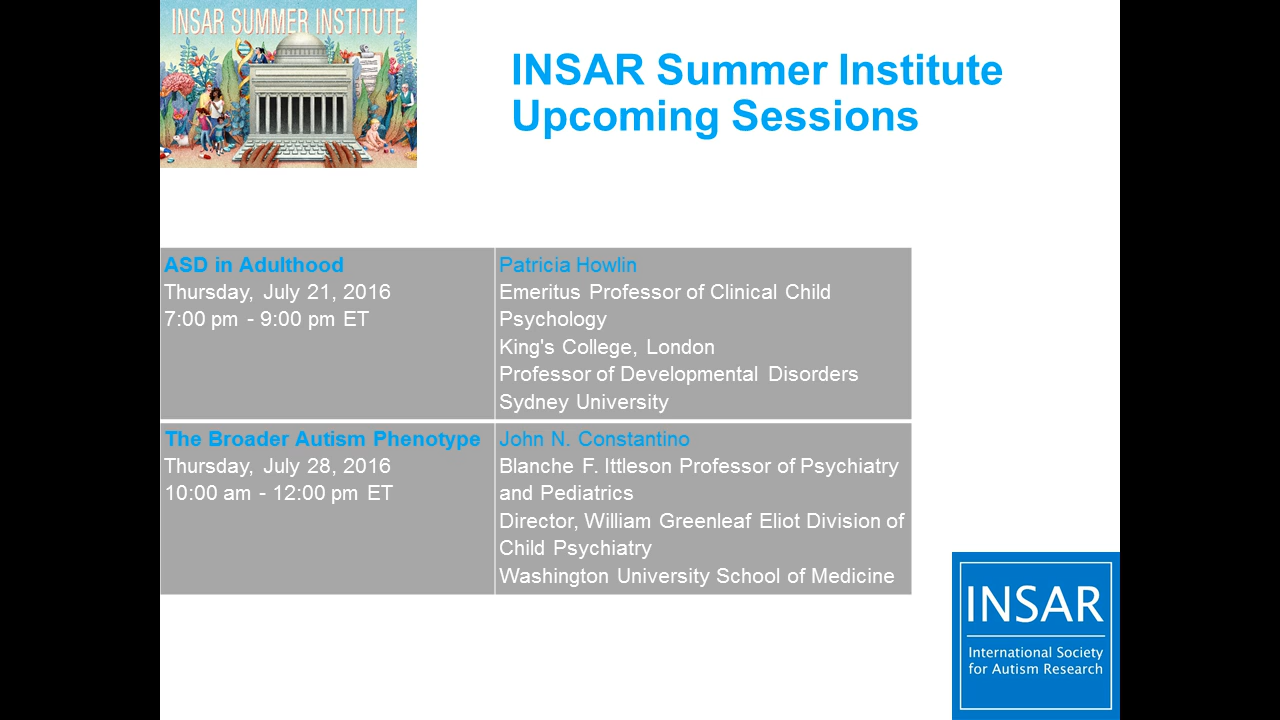 INSAR SUMMER INSTITUTE
INSAR Summer Institute
Upcoming Sessions
ASD in Adulthood
Thursday, July 21, 2016
7:00 pm - 9:00 pm ET
Patricia Howlin
Emeritus Professor of Clinical Child
Psychology
King's College, London
Professor of Developmental Disorders
Sydney University
The Broader Autism Phenotype
Thursday, July 28, 2016
10:00 am - 12:00 pm ET
John N. Constantino
Blanche F. Ittleson Professor of Psychiatry
and Pediatrics
Director, William Greenleaf Eliot Division of
Child Psychiatry
Washington University School of Medicine
INSAR
International Society
for Autism Research